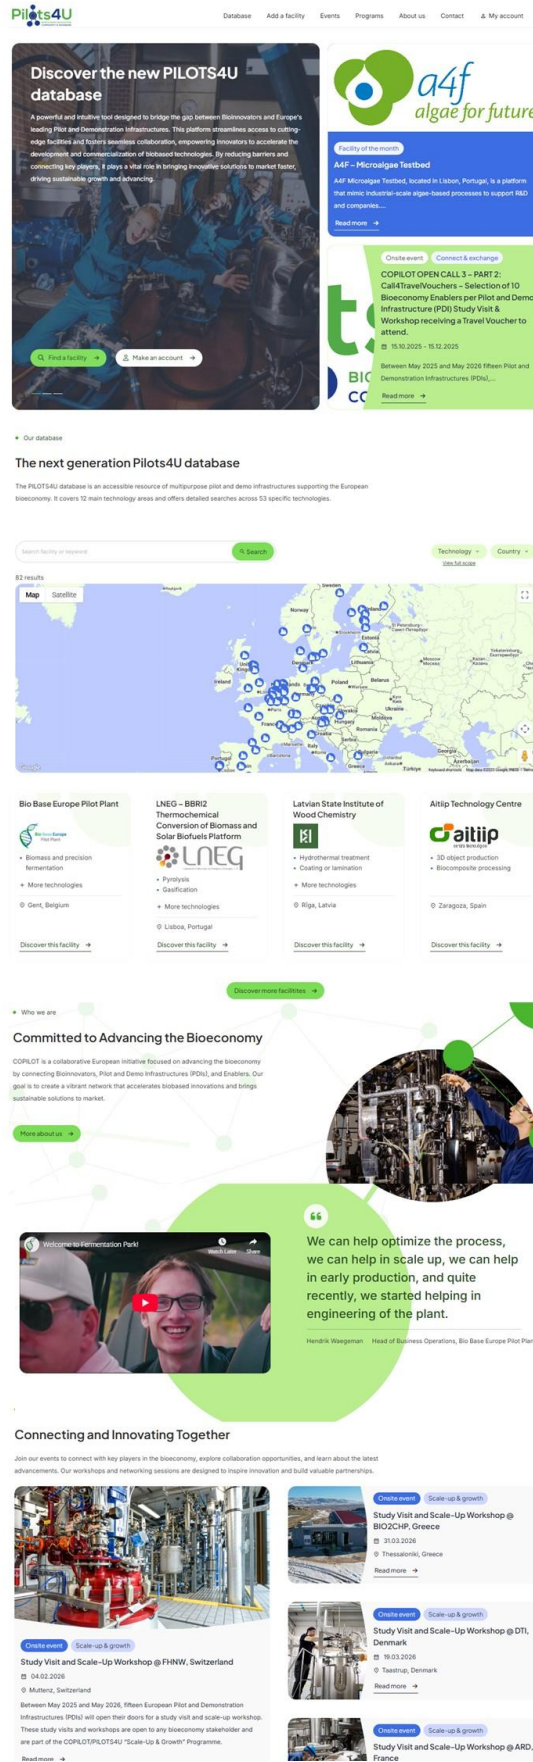 Pilots4U
Database Add a facility Events Programs About us Contact My account
Discover the new PILOTS4U
database
A powerful and intuitive tool designed to bridge the gap between Bioinnovators and Europe's
leading Pilot and Demonstration Infrastructures. This platform streamlines access to cutting-
edge facilities and fosters seamless collaboration, empowering innovators to accelerate the
development and commercialization of biobased technologies. By reducing barriers and
connecting key players, it plays a vital role in bringing innovative solutions to market faster,
driving sustainable growth and advancing.
Find a facility
Make an account
a4f
algae for future
Facility of the month
A4F – Microalgae Testbed
A4F Microalgae Testbed, located in Lisbon, Portugal, is a platform
that mimic industrial-scale algae-based processes to support R&D
and companies....
Read more
Onsite event Connect & exchange
COPILOT OPEN CALL 3 – PART 2:
Call4TravelVouchers – Selection of 10
Bioeconomy Enablers per Pilot and Demo
Infrastructure (PDI) Study Visit &
Workshop receiving a Travel Voucher to
attend.
15.10.2025 - 15.12.2025
Between May 2025 and May 2026 fifteen Pilot and
Demonstration Infrastructures (PDIs),...
Read more
Our database
The next generation Pilots4U database
The PILOTS4U database is an accessible resource of multipurpose pilot and demo infrastructures supporting the European
bioeconomy. It covers 12 main technology areas and offers detailed searches across 53 specific technologies.
Search facility or keyword
Search
Technology
Country
View full scope
82 results
Map Satellite
Sweden
Norway
Estonia
Lithuania
Ireland
Poland
Belarus
Ukraine
France
Moldova
Romania
Italy
Portugal
Greece
Türkiye
Georgia
Azerbaijan
Bio Base Europe Pilot Plant
Bio Base Europe
Pilot Plant
Biomass and precision
fermentation
+ More technologies
Gent, Belgium
Discover this facility
LNEG – BBRI2
Thermochemical
Conversion of Biomass and
Solar Biofuels Platform
LNEG
Pyrolysis
Gasification
+ More technologies
Lisboa, Portugal
Discover this facility
Latvian State Institute of
Wood Chemistry
Hydrothermal treatment
Coating or lamination
+ More technologies
Rīga, Latvia
Discover this facility
Aitiip Technology Centre
aitiip
3D object production
Biocomposite processing
Zaragoza, Spain
Discover this facility
Discover more facilitites
Who we are
Committed to Advancing the Bioeconomy
COPILOT is a collaborative European initiative focused on advancing the bioeconomy
by connecting Bioinnovators, Pilot and Demo Infrastructures (PDIs), and Enablers. Our
goal is to create a vibrant network that accelerates biobased innovations and brings
sustainable solutions to market.
More about us
Welcome to Fermentation Park!
Watch Later Share
We can help optimize the process,
we can help in scale up, we can help
in early production, and quite
recently, we started helping in
engineering of the plant.
Hendrik Waegeman Head of Business Operations, Bio Base Europe Pilot Plan
Connecting and Innovating Together
Join our events to connect with key players in the bioeconomy, explore collaboration opportunities, and learn about the latest
advancements. Our workshops and networking sessions are designed to inspire innovation and build valuable partnerships.
Onsite event Scale-up & growth
Study Visit and Scale-Up Workshop @ FHNW, Switzerland
04.02.2026
Muttenz, Switzerland
Between May 2025 and May 2026, fifteen European Pilot and Demonstration
Infrastructures (PDIs) will open their doors for a study visit and scale-up workshop.
These study visits and workshops are open to any bioeconomy stakeholder and
are part of the COPILOT/PILOTS4U "Scale-Up & Growth" Programme.
Read more
Onsite event Scale-up & growth
Study Visit and Scale-Up Workshop @
BIO2CHP, Greece
31.03.2026
Thessaloniki, Greece
Read more
Onsite event Scale-up & growth
Study Visit and Scale-Up Workshop @ DTI,
Denmark
19.03.2026
Taastrup, Denmark
Read more
Onsite event Scale-up & growth
Study Visit and Scale-Up Workshop @ ARD,
France